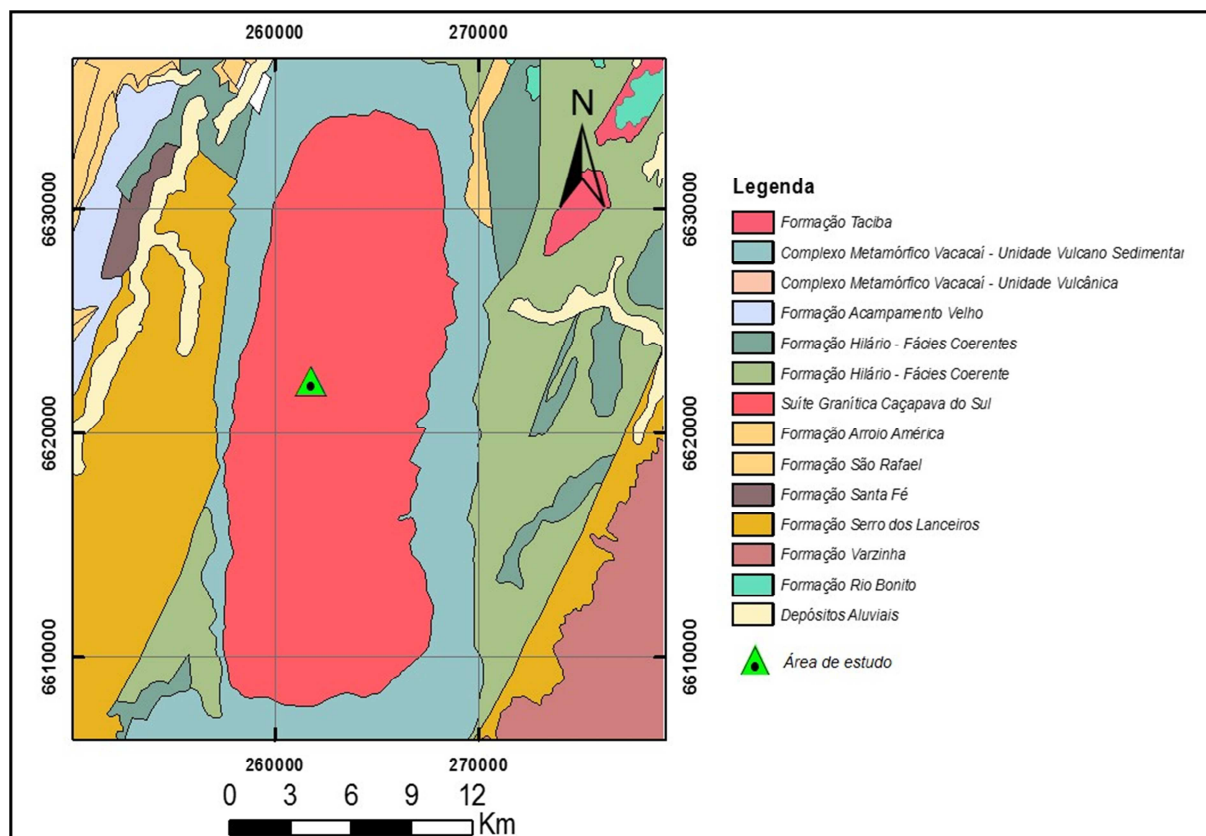 260000 270000
N
6630000
6620000
6610000
6630000
6620000
6610000
260000 270000
0 3 6 9 12
Km
Legenda
Formação Taciba
Complexo Metamórfico Vacacaí - Unidade Vulcano Sedimentar
Complexo Metamórfico Vacacaí - Unidade Vulcânica
Formação Acampamento Velho
Formação Hilário - Fácies Coerentes
Formação Hilário - Fácies Coerente
Suíte Granítica Caçapava do Sul
Formação Arroio América
Formação São Rafael
Formação Santa Fé
Formação Serro dos Lanceiros
Formação Varzinha
Formação Rio Bonito
Depósitos Aluviais
Área de estudo